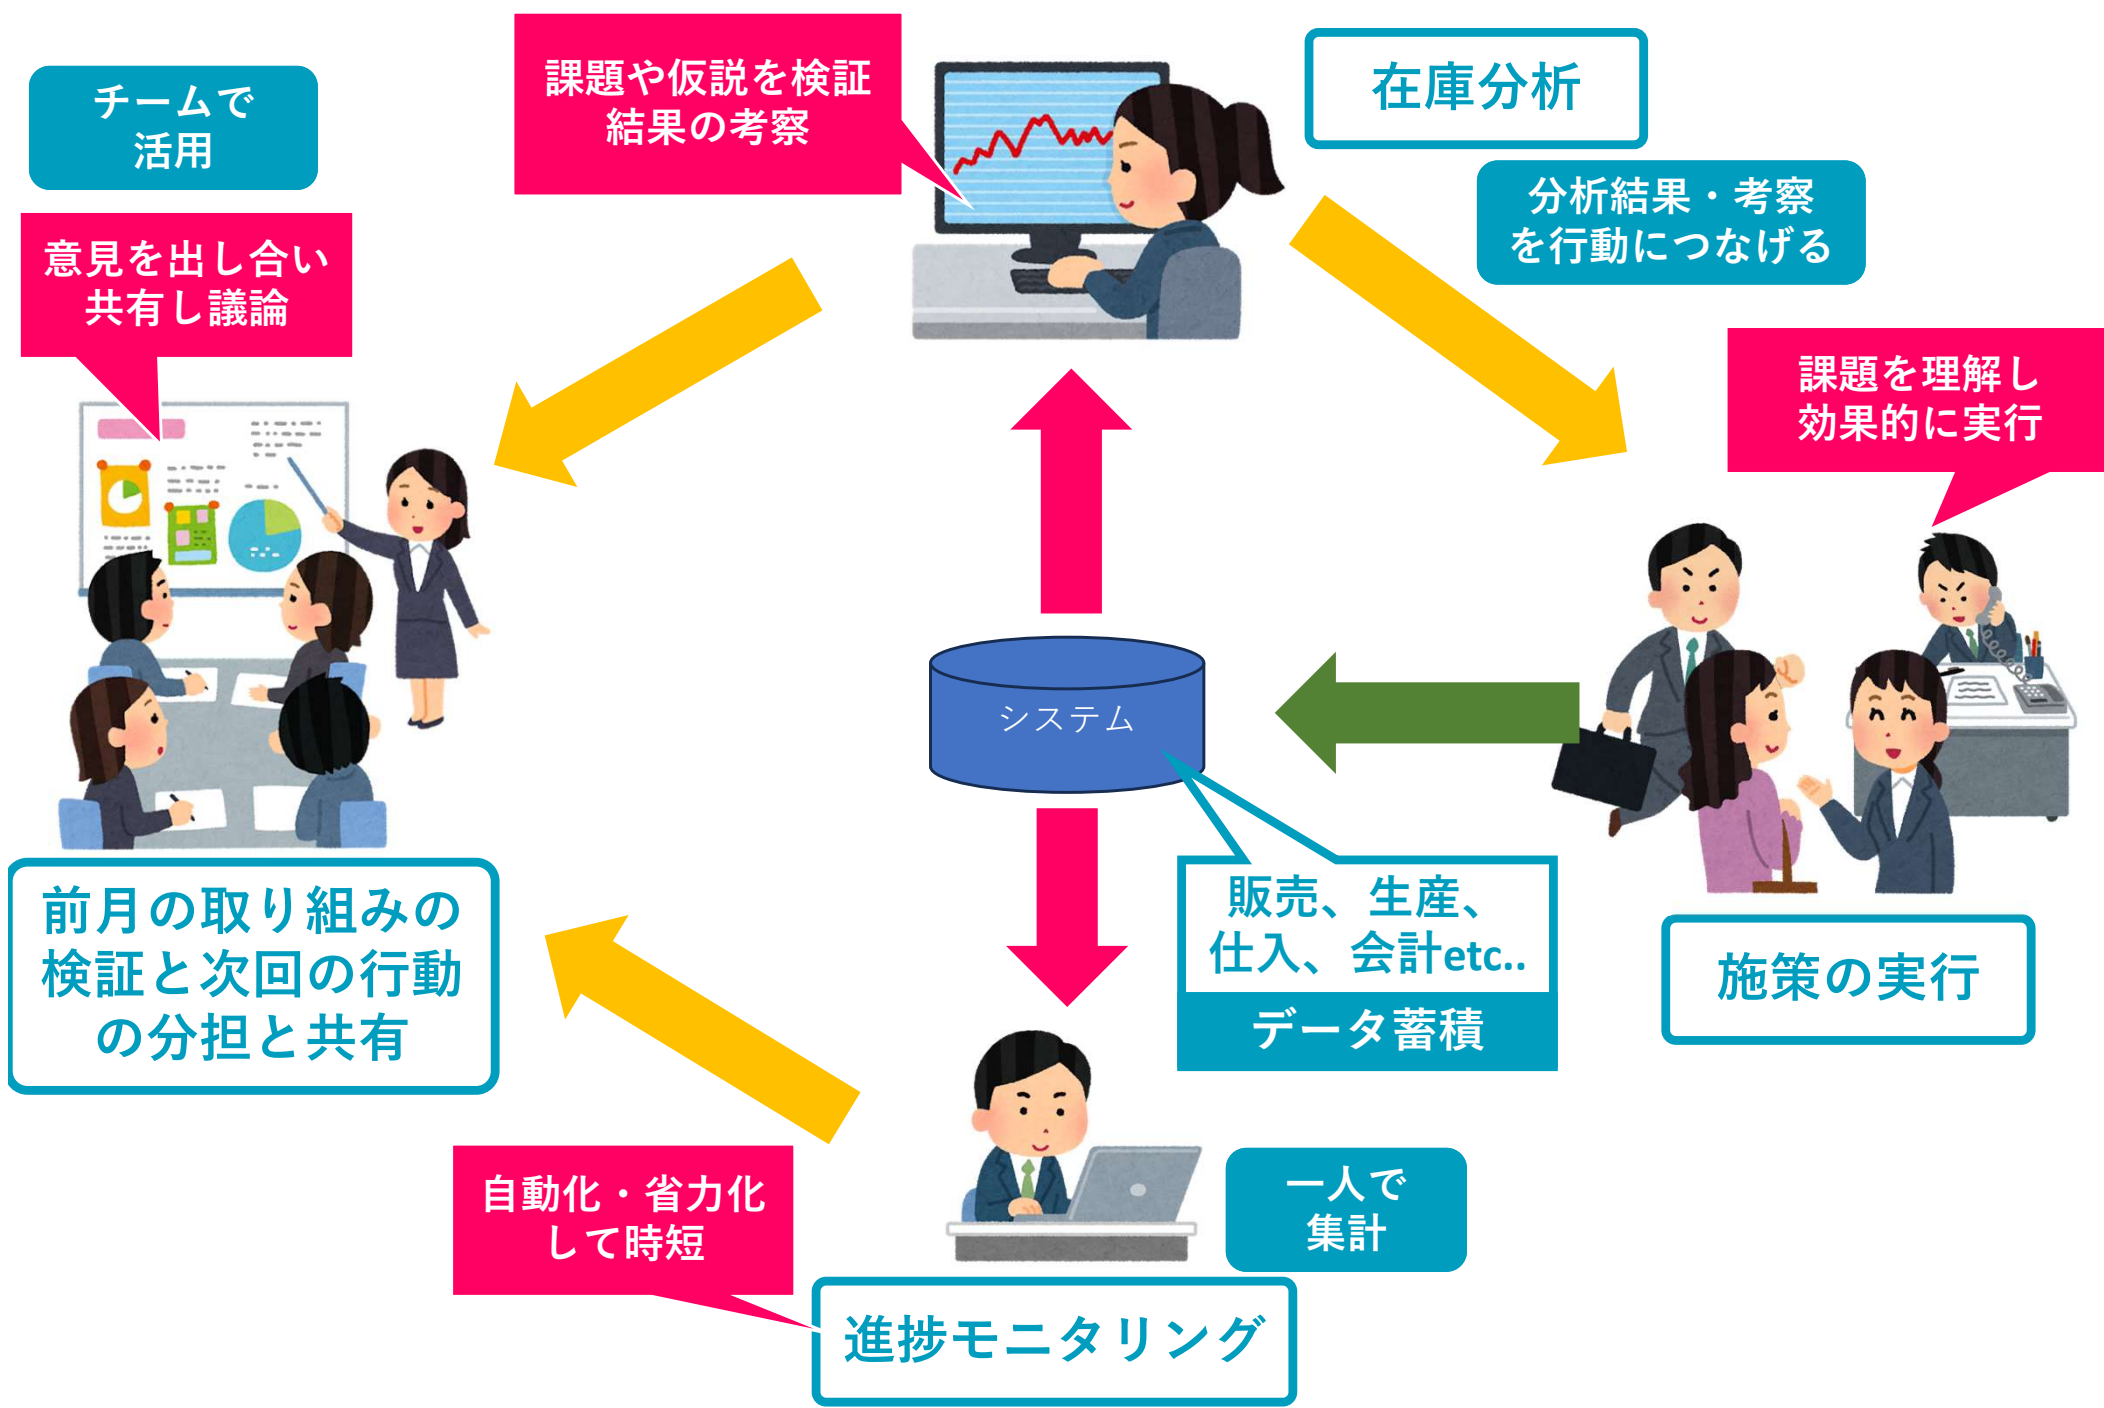 チームで
活用
意見を出し合い
共有し議論
課題や仮説を検証
結果の考察
在庫分析
分析結果・考察
を行動につなげる
課題を理解し
効果的に実行
システム
販売、生産、
仕入、会計etc..
データ蓄積
施策の実行
前月の取り組みの
検証と次回の行動
の分担と共有
自動化・省力化
して時短
一人で
集計
進捗モニタリング